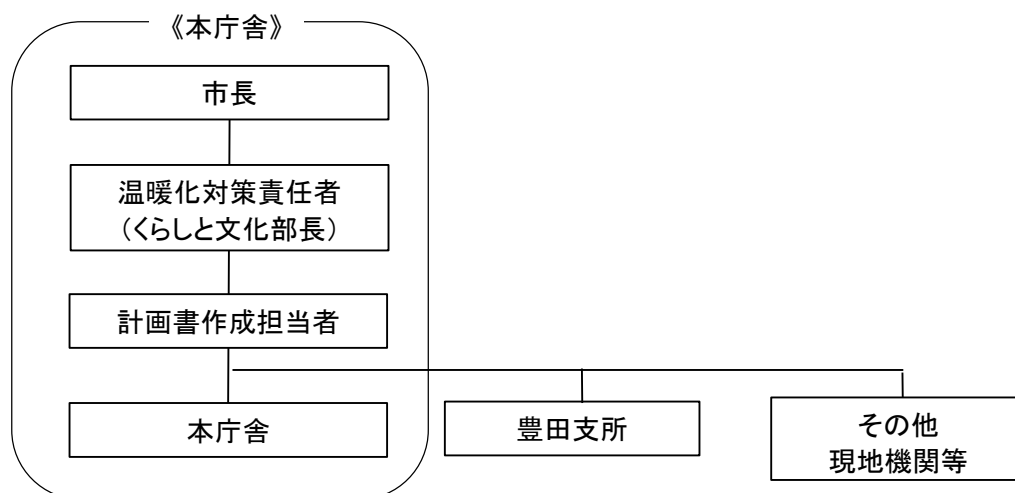 《本庁舎》
市長
温暖化対策責任者
（くらしと文化部長）
計画書作成担当者
本庁舎
豊田支所
その他
現地機関等